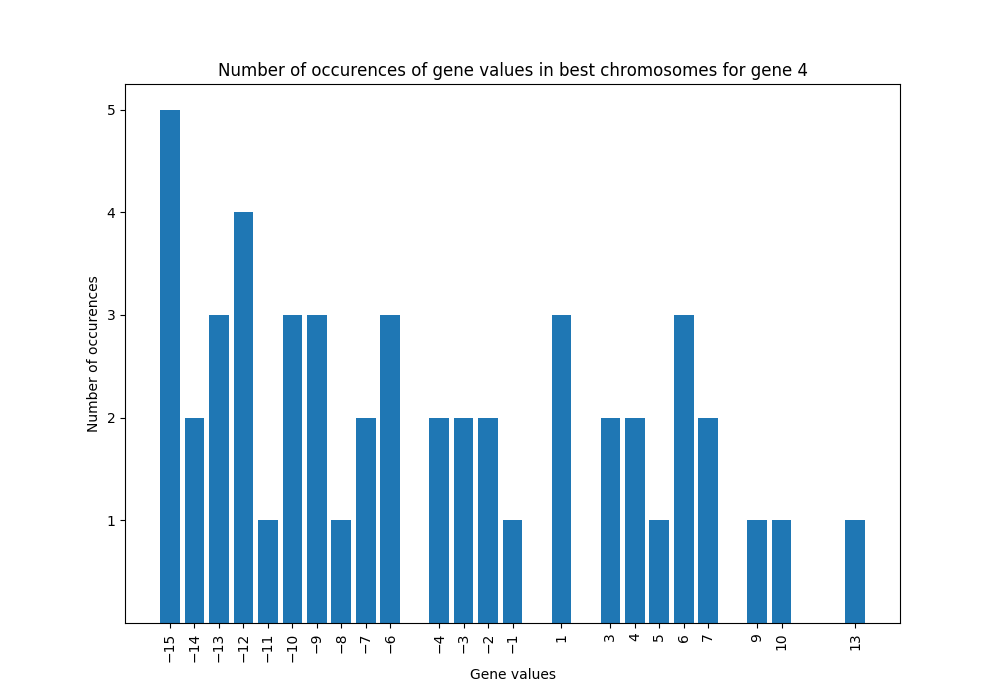 Number of occurences of gene values in best chromosomes for gene 4
5
4
3
2
1
Number of occurences
−15 −14 −13 −12 −11 −10 −9 −8 −7 −6 −4 −3 −2 −1 1 3 4 5 6 7 9 10 13
Gene values